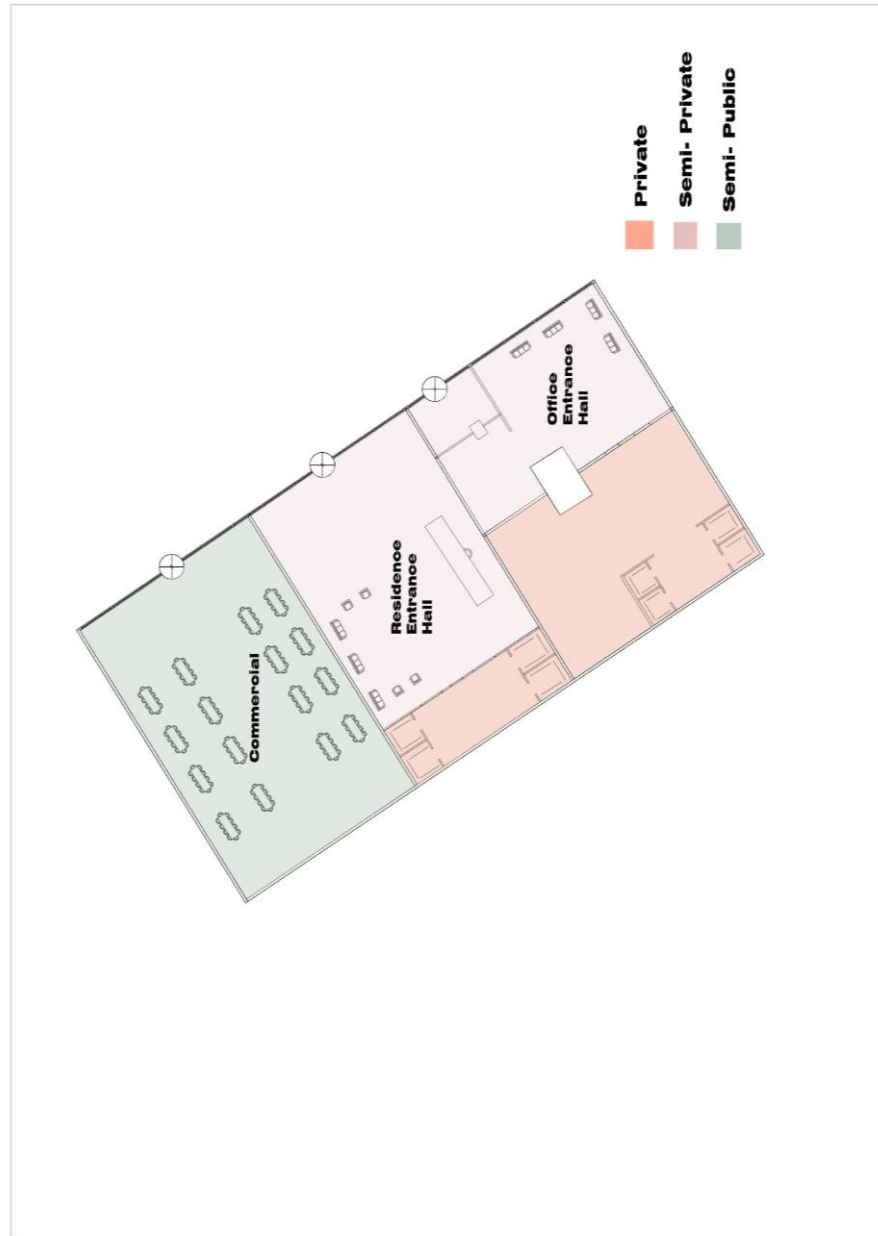 Commercial
Residence
Entrance
Hall
Office
Entrance
Hall
Private
Semi- Private
Semi- Public